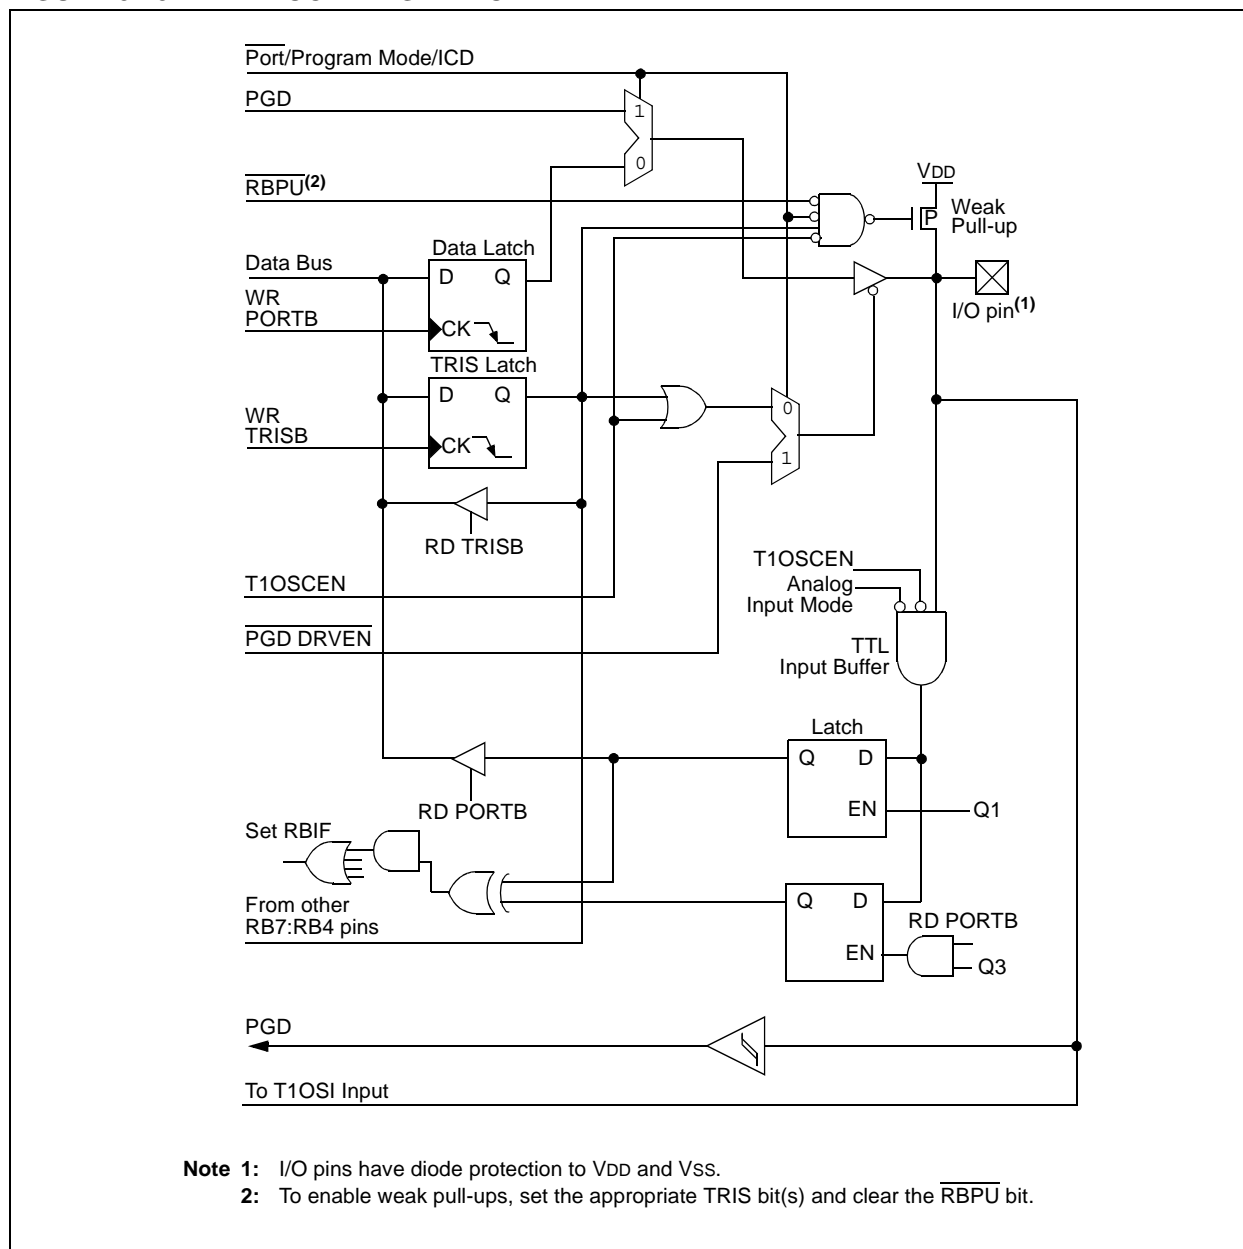 Port/Program Mode/ICD
PGD
1
0
RBPU(2)
VDD
P
Weak
Pull-up
Data Bus
Data Latch
D Q
CK
WR
PORTB
I/O pin(1)
TRIS Latch
D Q
CK
WR
TRISB
0
1
RD TRISB
T1OSCEN
PGD DRVEN
T1OSCEN
Analog
Input Mode
TTL
Input Buffer
Latch
Q D
EN
Q1
RD PORTB
Set RBIF
Q D
EN
RD PORTB
Q3
From other
RB7:RB4 pins
PGD
To T1OSI Input
Note 1: I/O pins have diode protection to VDD and VSS.
2: To enable weak pull-ups, set the appropriate TRIS bit(s) and clear the RBPU bit.